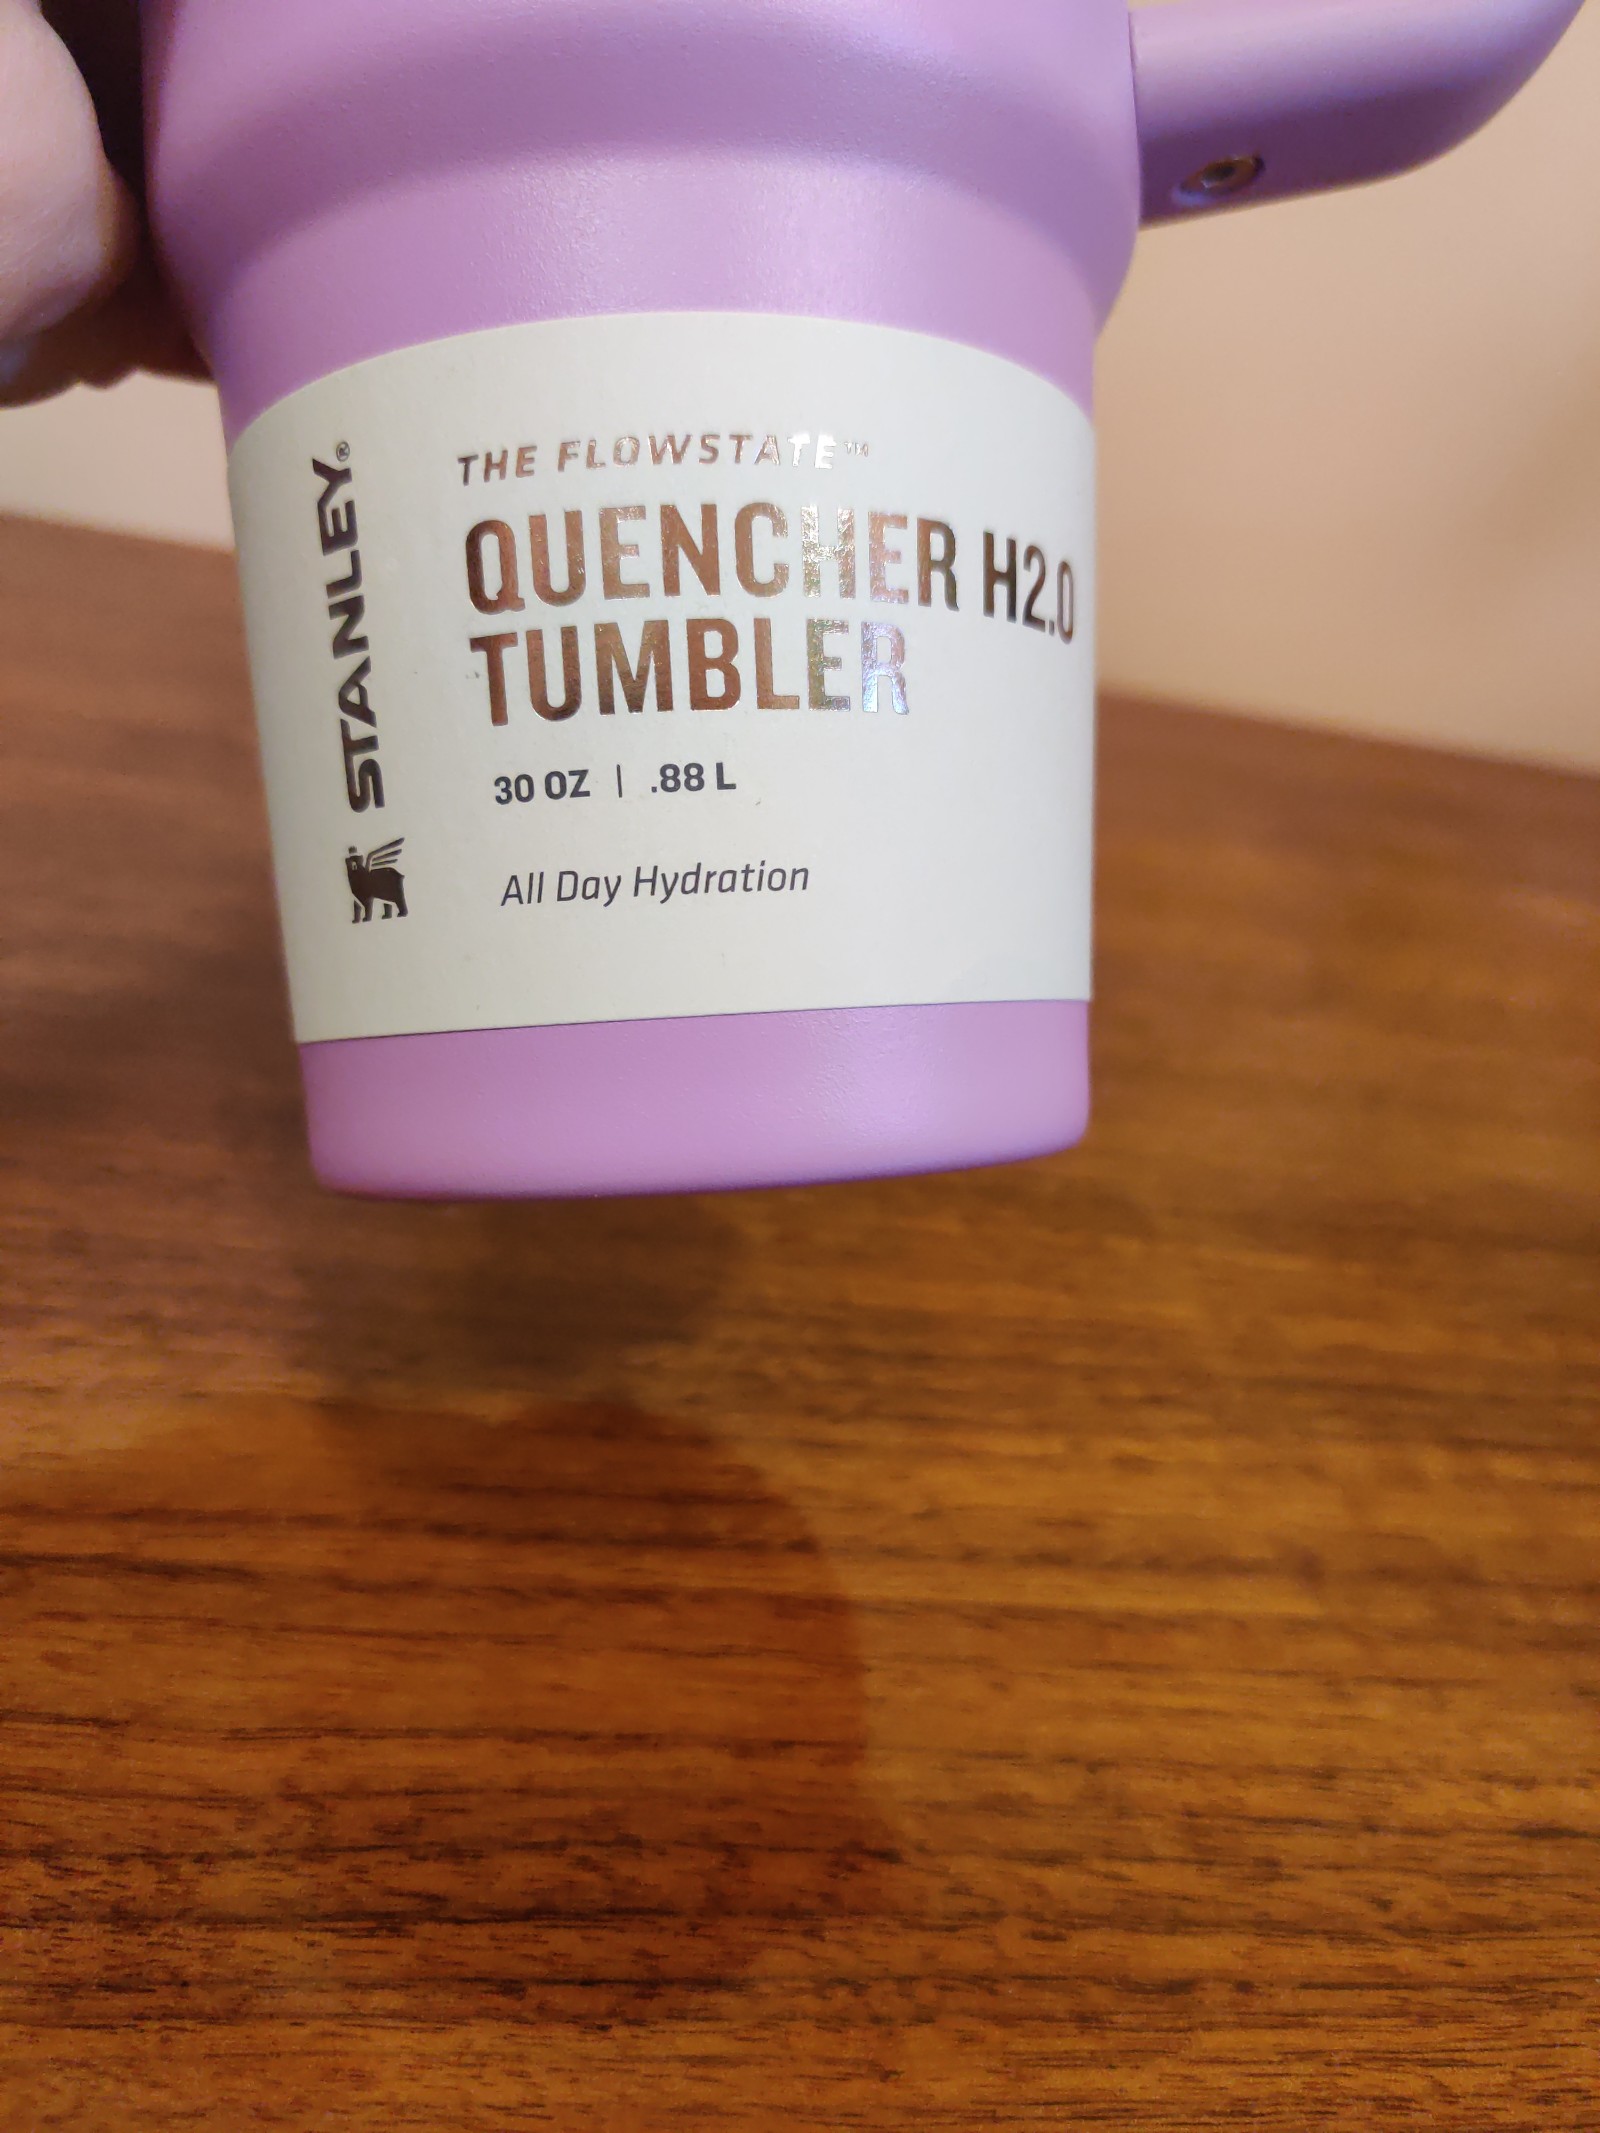 STANLEY®
THE FLOWSTATE™
QUENCHER H2.0
TUMBLER
30 OZ | .88 L
All Day Hydration